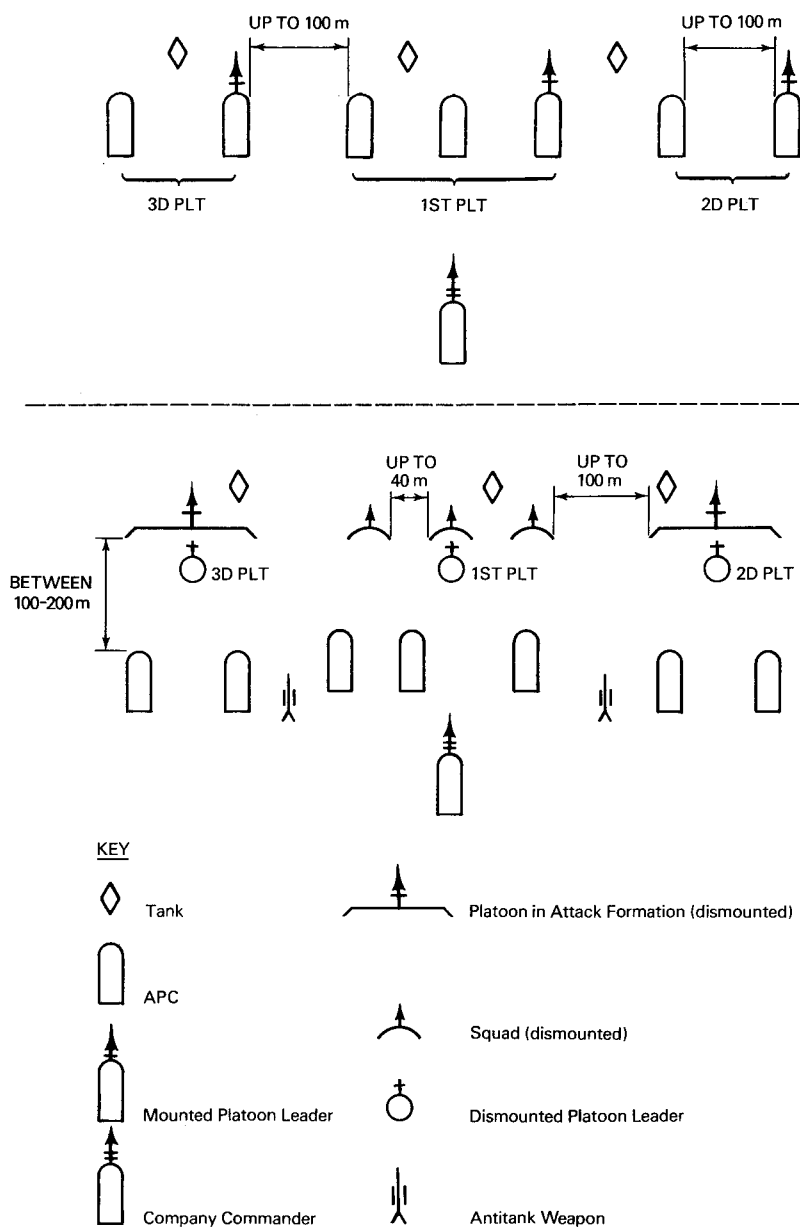 UP TO 100 m
UP TO 100 m
3D PLT
1ST PLT
2D PLT
UP TO
40 m
UP TO
100 m
BETWEEN
100-200 m
3D PLT
1ST PLT
2D PLT
KEY
Tank
Platoon in Attack Formation (dismounted)
APC
Squad (dismounted)
Mounted Platoon Leader
Dismounted Platoon Leader
Company Commander
Antitank Weapon